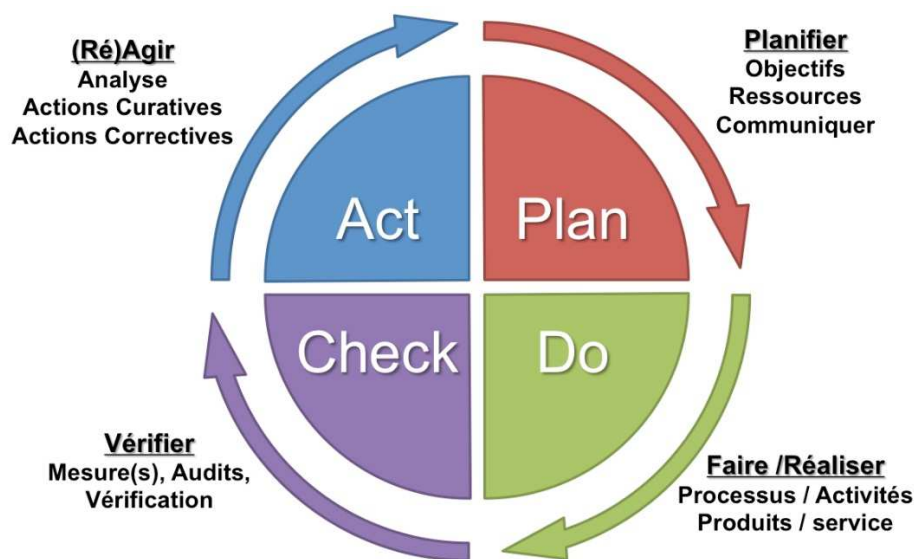 (Ré)Agir
Analyse
Actions Curatives
Actions Correctives
Planifier
Objectifs
Ressources
Communiquer
Act
Plan
Check
Do
Vérifier
Mesure(s), Audits,
Vérification
Faire /Réaliser
Processus / Activités
Produits / service